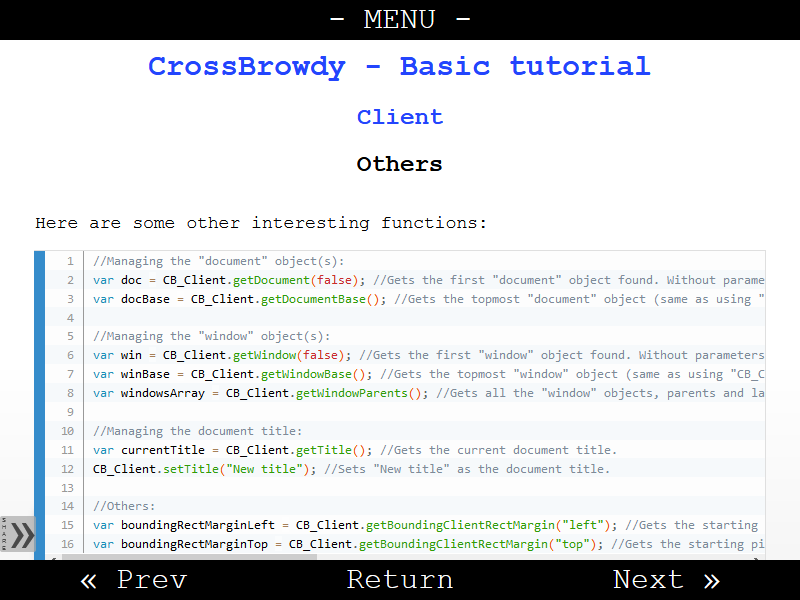 - MENU -
CrossBrowdy - Basic tutorial
Client
Others
Here are some other interesting functions:
1 //Managing the "document" object(s):
2 var doc = CB_Client.getDocument(false); //Gets the first "document" object found. Without parame
3 var docBase = CB_Client.getDocumentBase(); //Gets the topmost "document" object (same as using "
4
5 //Managing the "window" object(s):
6 var win = CB_Client.getWindow(false); //Gets the first "window" object found. Without parameters
7 var winBase = CB_Client.getWindowBase(); //Gets the topmost "window" object (same as using "CB_C
8 var windowsArray = CB_Client.getWindowParents(); //Gets all the "window" objects, parents and la
9
10 //Managing the document title:
11 var currentTitle = CB_Client.getTitle(); //Gets the current document title.
12 CB_Client.setTitle("New title"); //Sets "New title" as the document title.
13
14 //Others:
15 var boundingRectMarginLeft = CB_Client.getBoundingClientRectMargin("left"); //Gets the starting
16 var boundingRectMarginTop = CB_Client.getBoundingClientRectMargin("top"); //Gets the starting pi
SHARE »
« Prev Return Next »